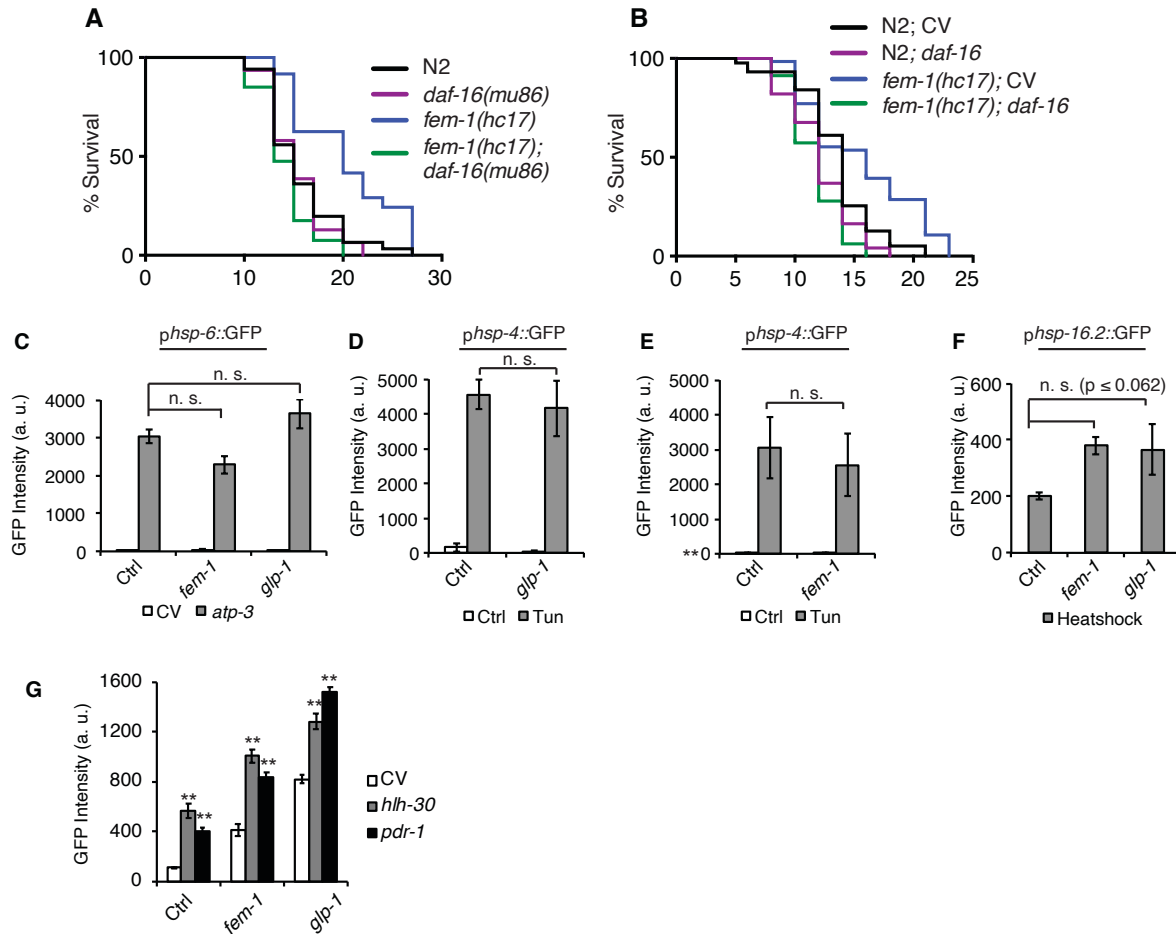 A
B
100
50
0
% Survival
0
10
20
30
N2
daf-16(mu86)
fem-1(hc17)
fem-1(hc17);
daf-16(mu86)
100
50
0
% Survival
0
5
10
15
20
25
N2; CV
N2; daf-16
fem-1(hc17); CV
fem-1(hc17); daf-16
C
phsp-6::GFP
n. s.
n. s.
GFP Intensity (a. u.)
4000
3000
2000
1000
0
Ctrl
fem-1
glp-1
CV
atp-3
D
phsp-4::GFP
n. s.
GFP Intensity (a. u.)
5000
4000
3000
2000
1000
0
Ctrl
glp-1
Ctrl
Tun
E
phsp-4::GFP
n. s.
GFP Intensity (a. u.)
5000
4000
3000
2000
1000
**0
Ctrl
fem-1
Ctrl
Tun
F
phsp-16.2::GFP
n. s. (p ≤ 0.062)
GFP Intensity (a. u.)
600
400
200
0
Ctrl
fem-1
glp-1
Heatshock
G
GFP Intensity (a. u.)
1600
1200
800
400
0
**
**
**
**
**
**
Ctrl
fem-1
glp-1
CV
hlh-30
pdr-1